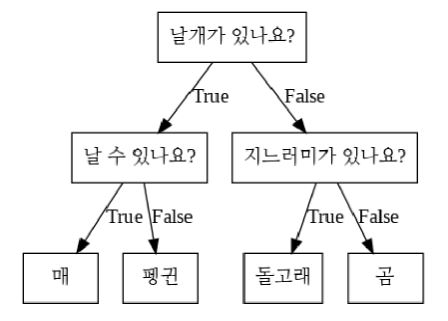 날개가 있나요?
True
False
날 수 있나요?
지느러미가 있나요?
True
False
True
False
매
펭귄
돌고래
곰